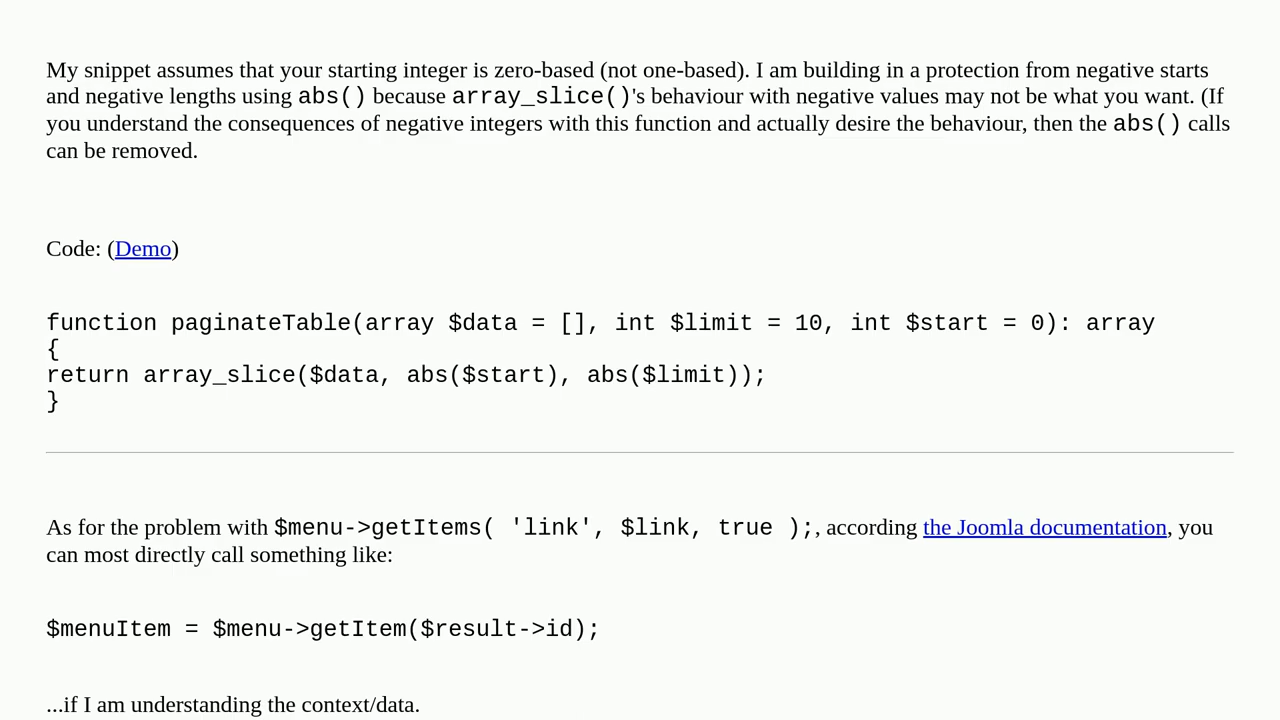 My snippet assumes that your starting integer is zero-based (not one-based). I am building in a protection from negative starts
and negative lengths using abs() because array_slice()'s behaviour with negative values may not be what you want. (If
you understand the consequences of negative integers with this function and actually desire the behaviour, then the abs() calls
can be removed.
Code: (Demo)
function paginateTable(array $data = [], int $limit = 10, int $start = 0): array
{
return array_slice($data, abs($start), abs($limit));
}
As for the problem with $menu->getItems( 'link', $link, true );, according the Joomla documentation, you
can most directly call something like:
$menuItem = $menu->getItem($result->id);
...if I am understanding the context/data.